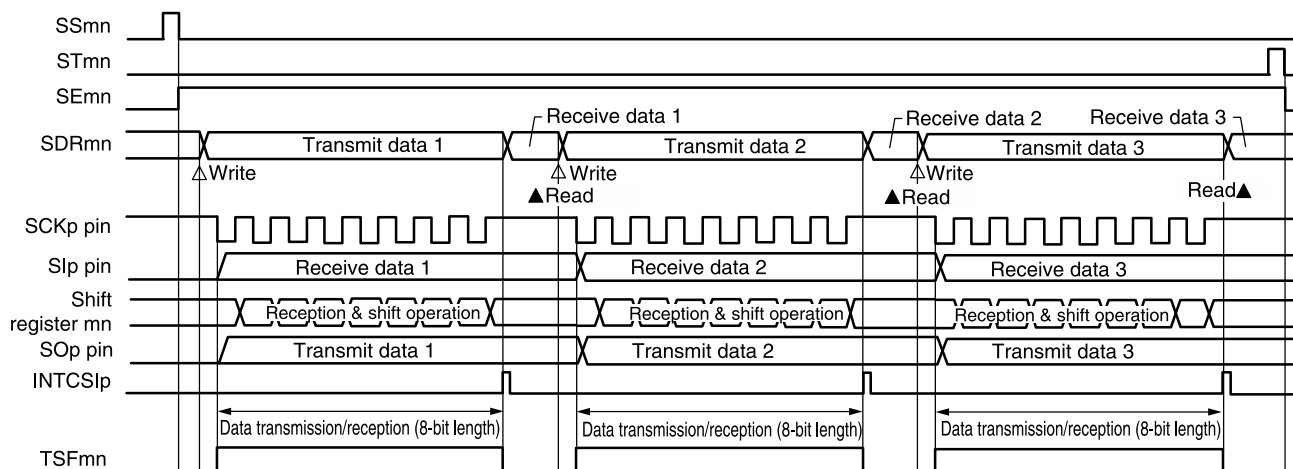 SSmn
STmn
SEmn
Receive data 1
Receive data 2
Receive data 3
SDRmn
Transmit data 1
Transmit data 2
Transmit data 3
△Write
△Write
△Write
▲Read
▲Read
Read▲
SCKp pin
SIp pin
Receive data 1
Receive data 2
Receive data 3
Shift
register mn
Reception & shift operation
Reception & shift operation
Reception & shift operation
SOp pin
Transmit data 1
Transmit data 2
Transmit data 3
INTCSIp
Data transmission/reception (8-bit length)
Data transmission/reception (8-bit length)
Data transmission/reception (8-bit length)
TSFmn